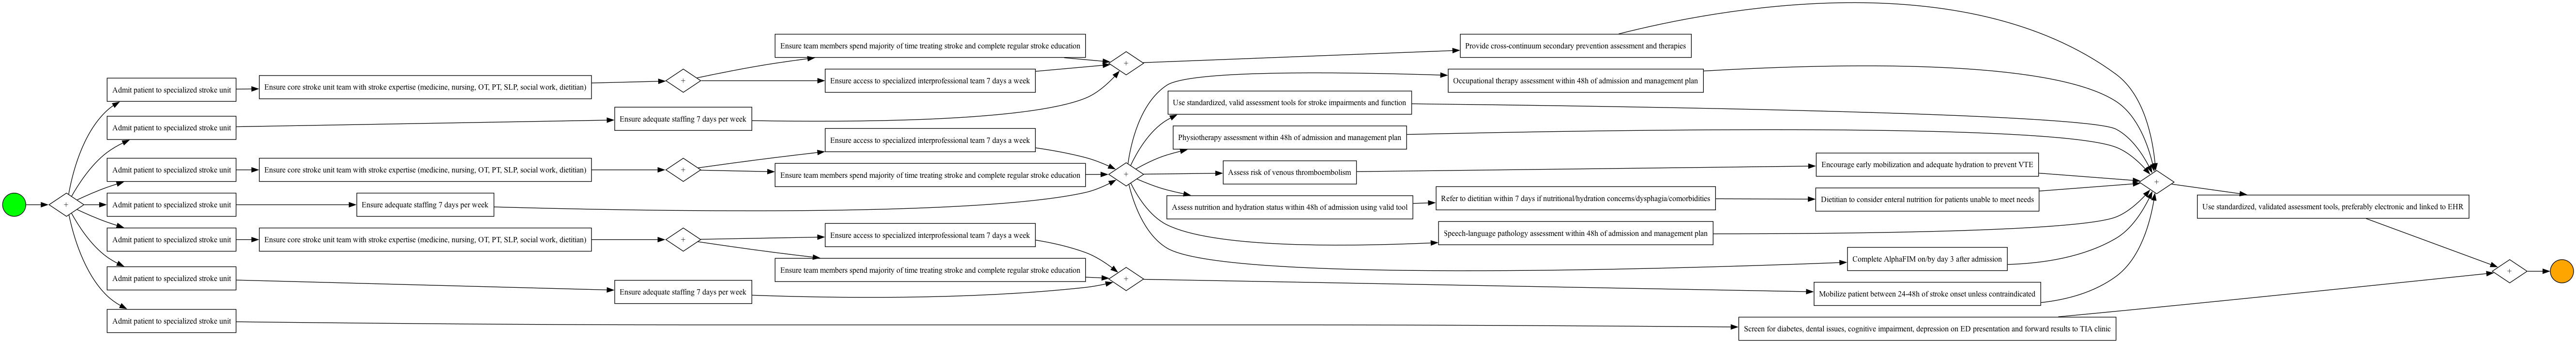 Ensure team members spend majority of time treating stroke and complete regular stroke education
Provide cross-continuum secondary prevention assessment and therapies
+
Admit patient to specialized stroke unit
Ensure core stroke unit team with stroke expertise (medicine, nursing, OT, PT, SLP, social work, dietitian)
+
Ensure access to specialized interprofessional team 7 days a week
Occupational therapy assessment within 48h of admission and management plan
Use standardized, valid assessment tools for stroke impairments and function
Admit patient to specialized stroke unit
Ensure adequate staffing 7 days per week
Ensure access to specialized interprofessional team 7 days a week
Physiotherapy assessment within 48h of admission and management plan
Admit patient to specialized stroke unit
Ensure core stroke unit team with stroke expertise (medicine, nursing, OT, PT, SLP, social work, dietitian)
+
Ensure team members spend majority of time treating stroke and complete regular stroke education
+
Assess risk of venous thromboembolism
Encourage early mobilization and adequate hydration to prevent VTE
+
+
Admit patient to specialized stroke unit
Ensure adequate staffing 7 days per week
Assess nutrition and hydration status within 48h of admission using valid tool
Refer to dietitian within 7 days if nutritional/hydration concerns/dysphagia/comorbidities
Dietitian to consider enteral nutrition for patients unable to meet needs
Use standardized, validated assessment tools, preferably electronic and linked to EHR
Admit patient to specialized stroke unit
Ensure core stroke unit team with stroke expertise (medicine, nursing, OT, PT, SLP, social work, dietitian)
+
Ensure access to specialized interprofessional team 7 days a week
Speech-language pathology assessment within 48h of admission and management plan
Complete AlphaFIM on/by day 3 after admission
Ensure team members spend majority of time treating stroke and complete regular stroke education
+
+
Admit patient to specialized stroke unit
Ensure adequate staffing 7 days per week
Mobilize patient between 24-48h of stroke onset unless contraindicated
Admit patient to specialized stroke unit
Screen for diabetes, dental issues, cognitive impairment, depression on ED presentation and forward results to TIA clinic